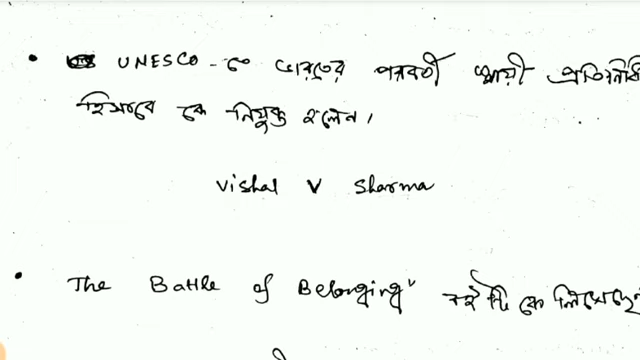 • UNESCO-তে ভারতের পরবর্তী স্থায়ী প্রতিনিধি
হিসাবে কে নিযুক্ত হলেন।
Vishal V Sharma
• The Battle of Belonging" বইটি কে লিখেছেন